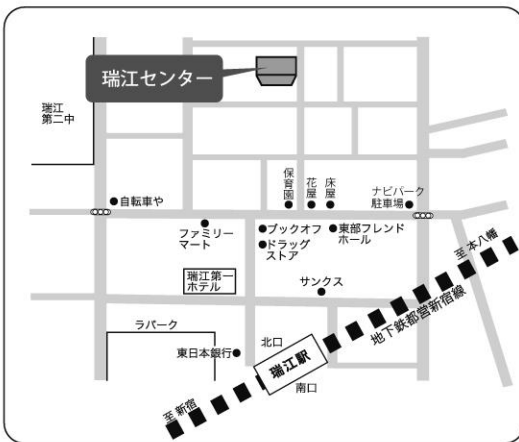 瑞江センター
瑞江
第二中
自転車や
保育園
花屋
床屋
ナビパーク
駐車場
ファミリー
マート
ブックオフ
ドラッグ
ストア
東部フレンド
ホール
至 本八幡
瑞江第一
ホテル
サンクス
地下鉄都営新宿線
ラパーク
北口
東日本銀行
瑞江駅
南口
至 新宿